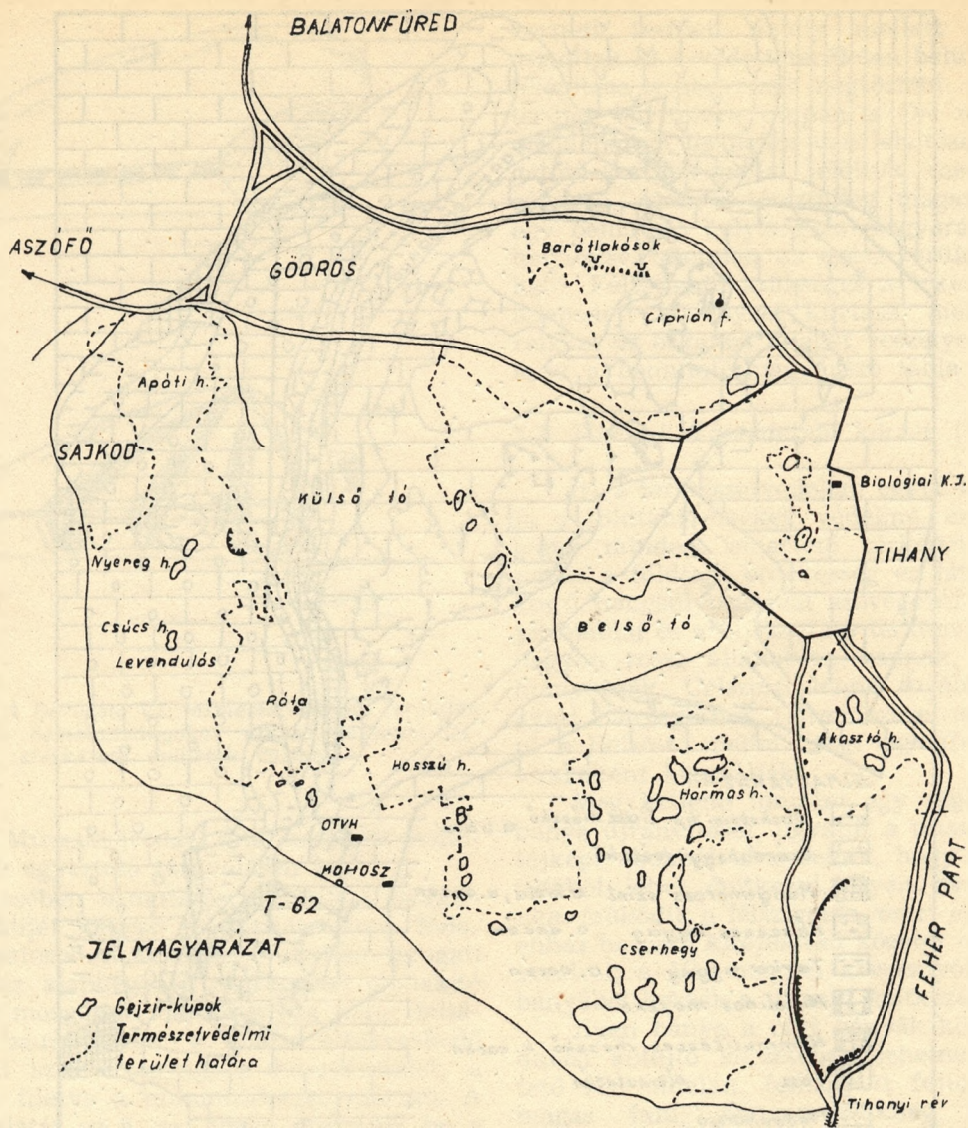 BALATONFÜRED
ASZÓFŐ
GÖDRÖS
Barátlakások
Ciprián f.
Apáti h.
SAJKOD
Külső tó
Biológiai K.I.
Nyereg h.
TIHANY
Belső tó
Csúcs h.
Levendulás
Róta
Akasztó h.
Hosszú h.
Hármas h.
OTVH
MOHOSZ
T-62
FEHÉR PART
JELMAGYARÁZAT
Cserhegy
Gejzir-kúpok
Természetvédelmi
terület határa
Tihanyi rév